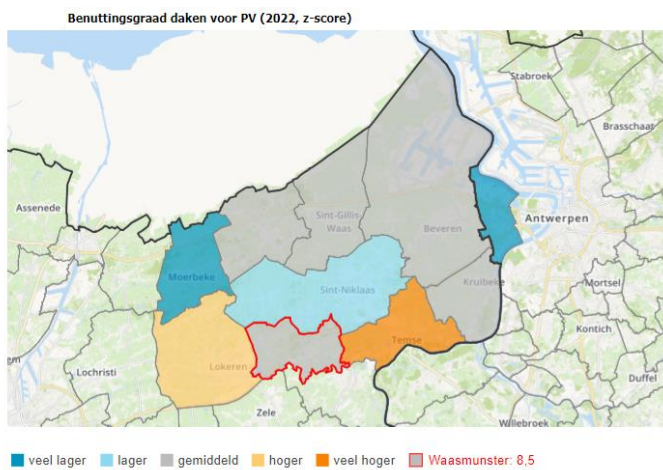 Benuttingsgraad daken voor PV (2022, z-score)
Stabroek
Brasschaat
Assenede
Sint-Gillis-
Waas
Antwerpen
Beveren
Moerbeke
Mortsel
Sint-Niklaas
Kruibeke
Kontich
Temse
Lochristi
Lokeren
Duffel
Zele
Willebroek
veel lager
lager
gemiddeld
hoger
veel hoger
Waasmunster: 8,5